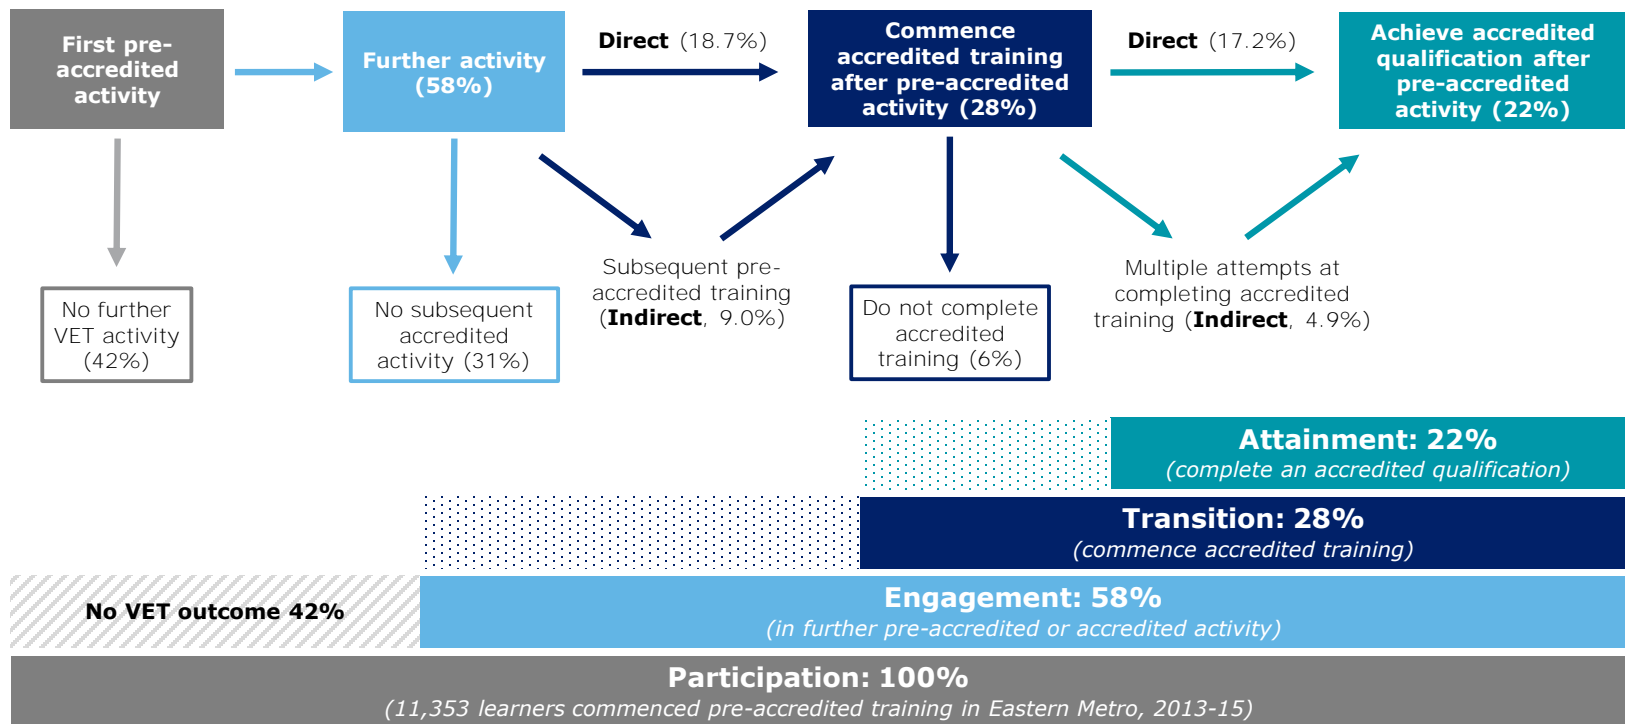 First pre-
accredited
activity
Further activity
(58%)
Direct (18.7%)
Commence
accredited training
after pre-accredited
activity (28%)
Direct (17.2%)
Achieve accredited
qualification after
pre-accredited
activity (22%)
No further
VET activity
(42%)
No subsequent
accredited
activity (31%)
Subsequent pre-
accredited training
(Indirect, 9.0%)
Do not complete
accredited
training (6%)
Multiple attempts at
completing accredited
training (Indirect, 4.9%)
Attainment: 22%
(complete an accredited qualification)
Transition: 28%
(commence accredited training)
No VET outcome 42%
Engagement: 58%
(in further pre-accredited or accredited activity)
Participation: 100%
(11,353 learners commenced pre-accredited training in Eastern Metro, 2013-15)